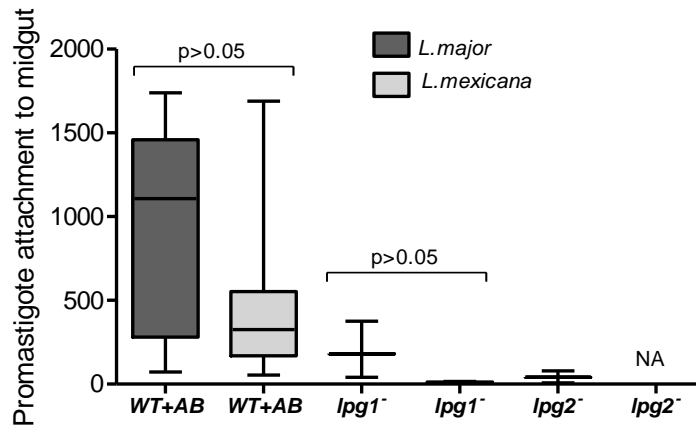 Promastigote attachment to midgut
2000
1500
1000
500
0
p>0.05
L.major
L.mexicana
p>0.05
NA
WT+AB WT+AB lpg1⁻ lpg1⁻ lpg2⁻ lpg2⁻